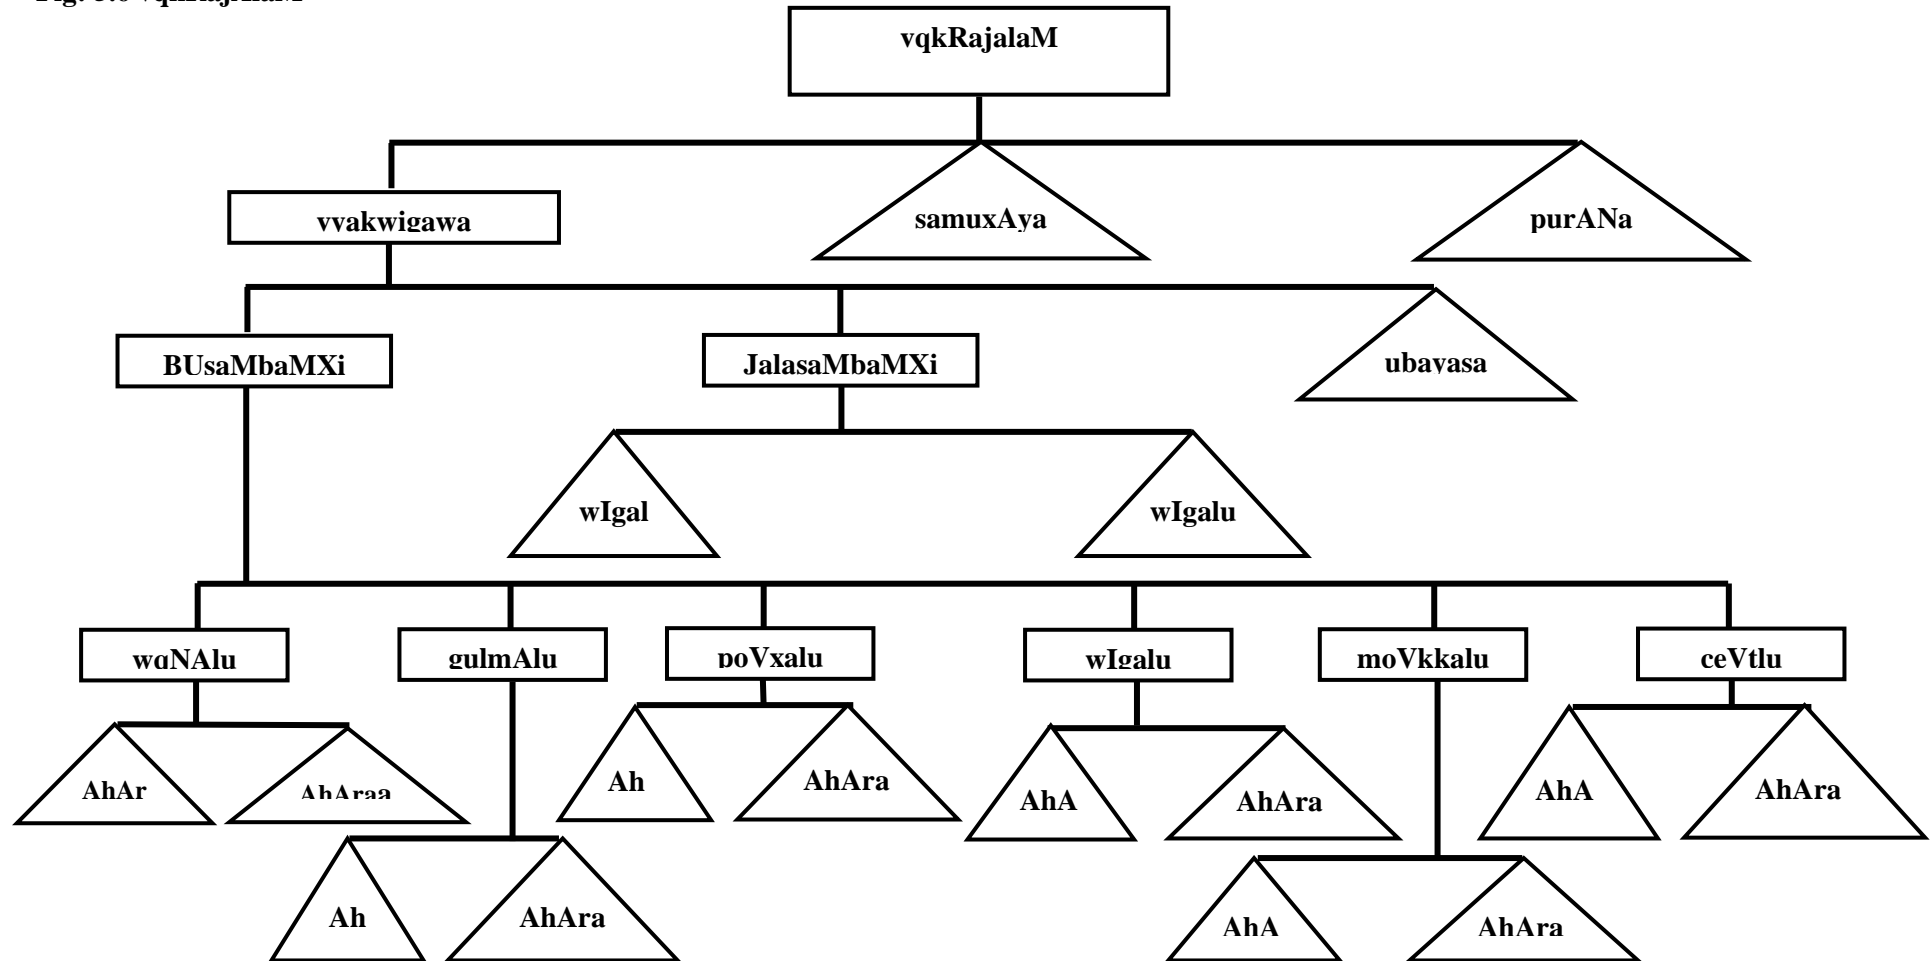 vqkRajalaM
vyakwigawa
samuxAya
purANa
BUsaMbaMXi
JalasaMbaMXi
ubayasa
wIgal
wIgalu
wqNAlu
gulmAlu
poVxalu
wIgalu
moVkkalu
ceVtlu
AhAr
AhAraa
Ah
AhAra
AhA
AhAra
AhA
AhAra
Ah
AhAra
AhA
AhAra